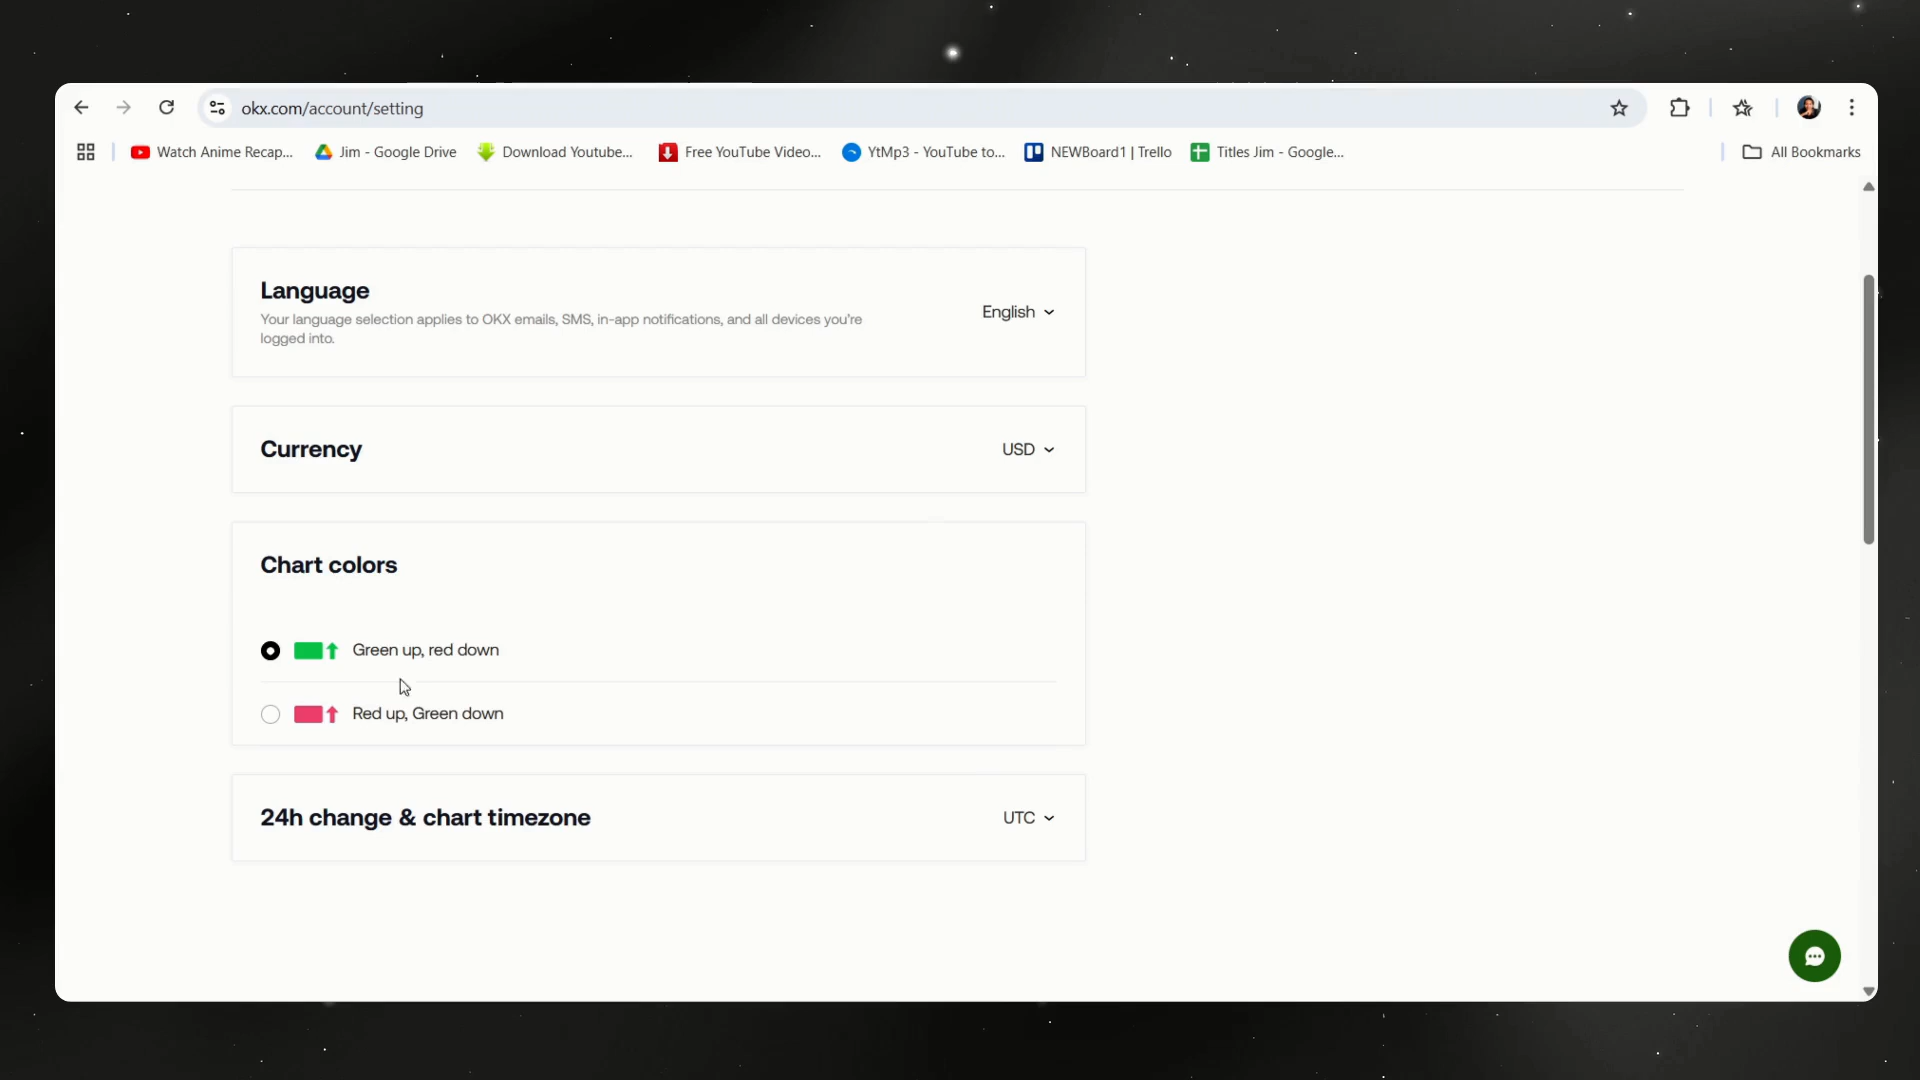 okx.com/account/setting
Watch Anime Recap... Jim - Google Drive Download Youtube... Free YouTube Video... YtMp3 - YouTube to... NEWBoard1 | Trello Titles Jim - Google... All Bookmarks
Language
Your language selection applies to OKX emails, SMS, in-app notifications, and all devices you're
logged into.
English
Currency
USD
Chart colors
Green up, red down
Red up, Green down
24h change & chart timezone
UTC